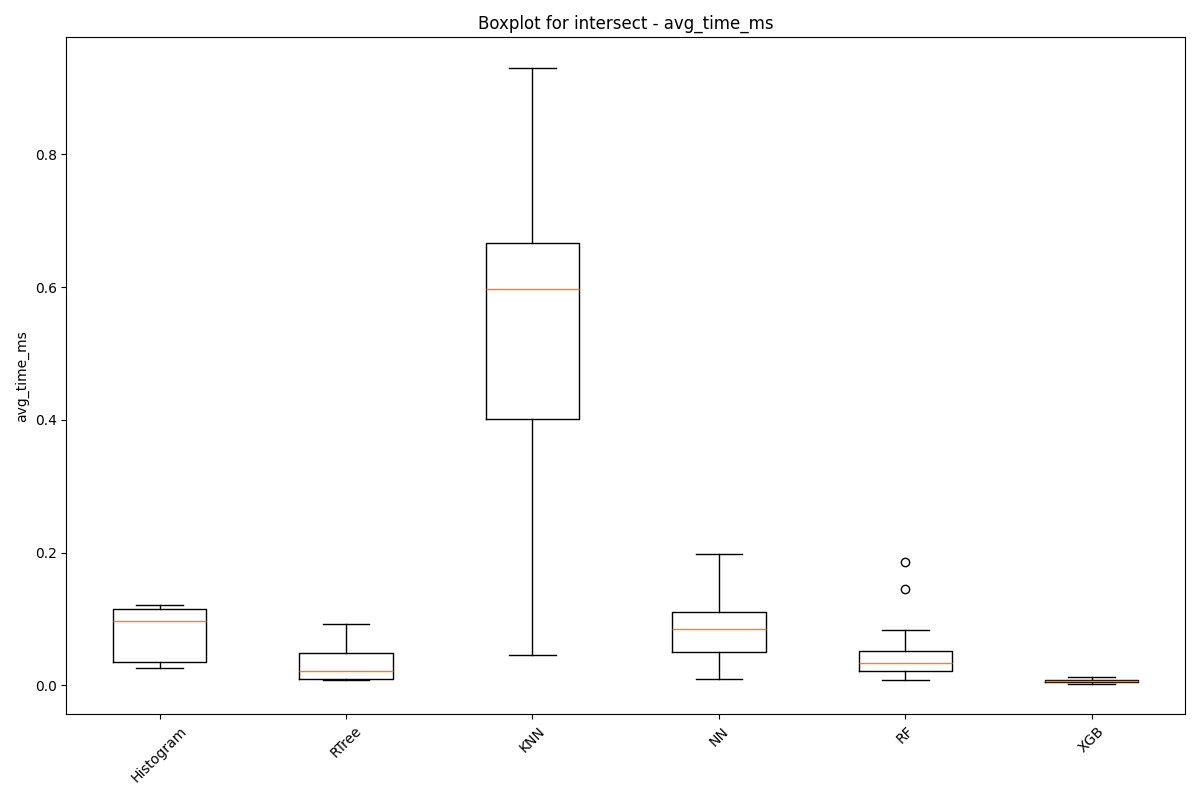 Boxplot for intersect - avg_time_ms
avg_time_ms
0.8
0.6
0.4
0.2
0.0
Histogram
RTree
KNN
NN
RF
XGB